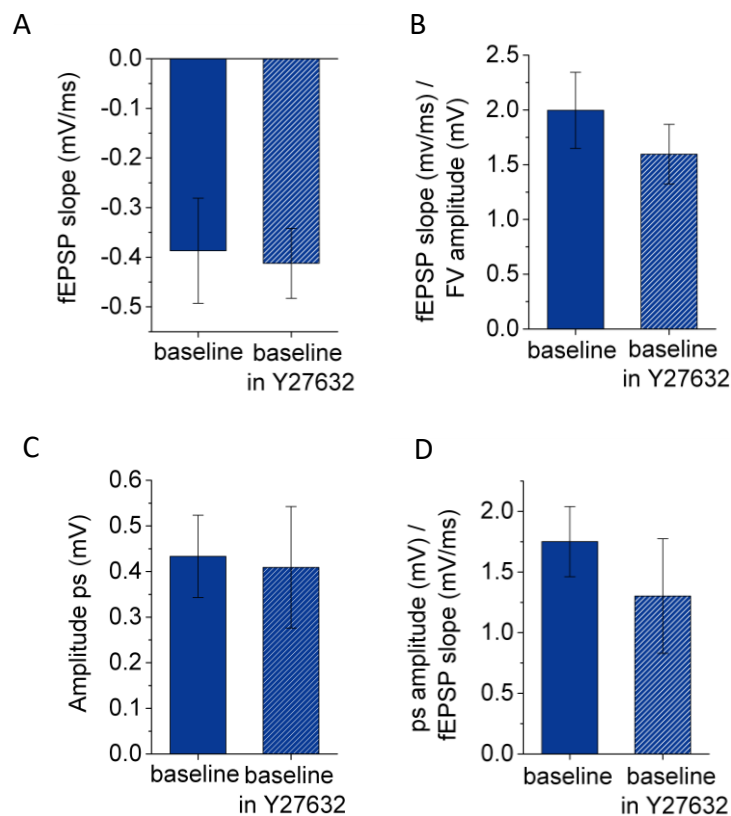 A
fEPSP slope (mV/ms)
0.0
-0.1
-0.2
-0.3
-0.4
-0.5
baseline
baseline
in Y27632
B
fEPSP slope (mv/ms) /
FV amplitude (mV)
2.5
2.0
1.5
1.0
0.5
0.0
baseline
baseline
in Y27632
C
Amplitude ps (mV)
0.6
0.5
0.4
0.3
0.2
0.1
0.0
baseline
baseline
in Y27632
D
ps amplitude (mV) /
fEPSP slope (mV/ms)
2.0
1.5
1.0
0.5
0.0
baseline
baseline
in Y27632